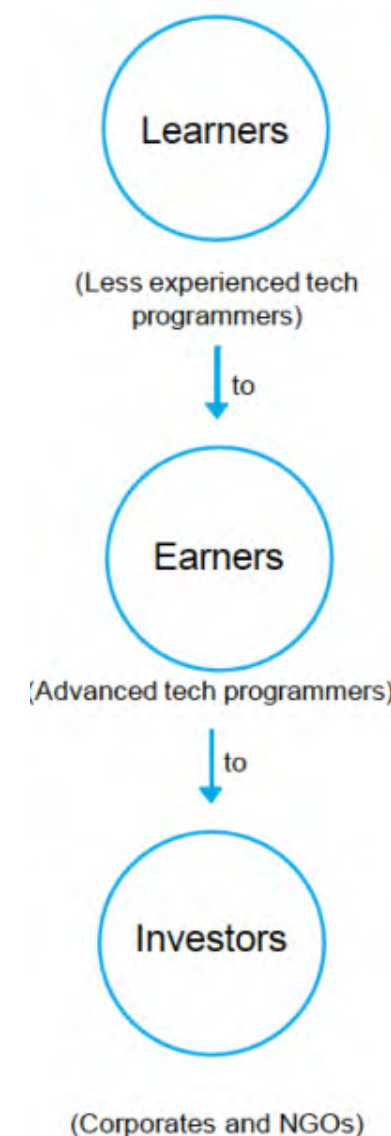 Learners
(Less experienced tech
programmers)
to
Earners
(Advanced tech programmers)
to
Investors
(Corporates and NGOs)